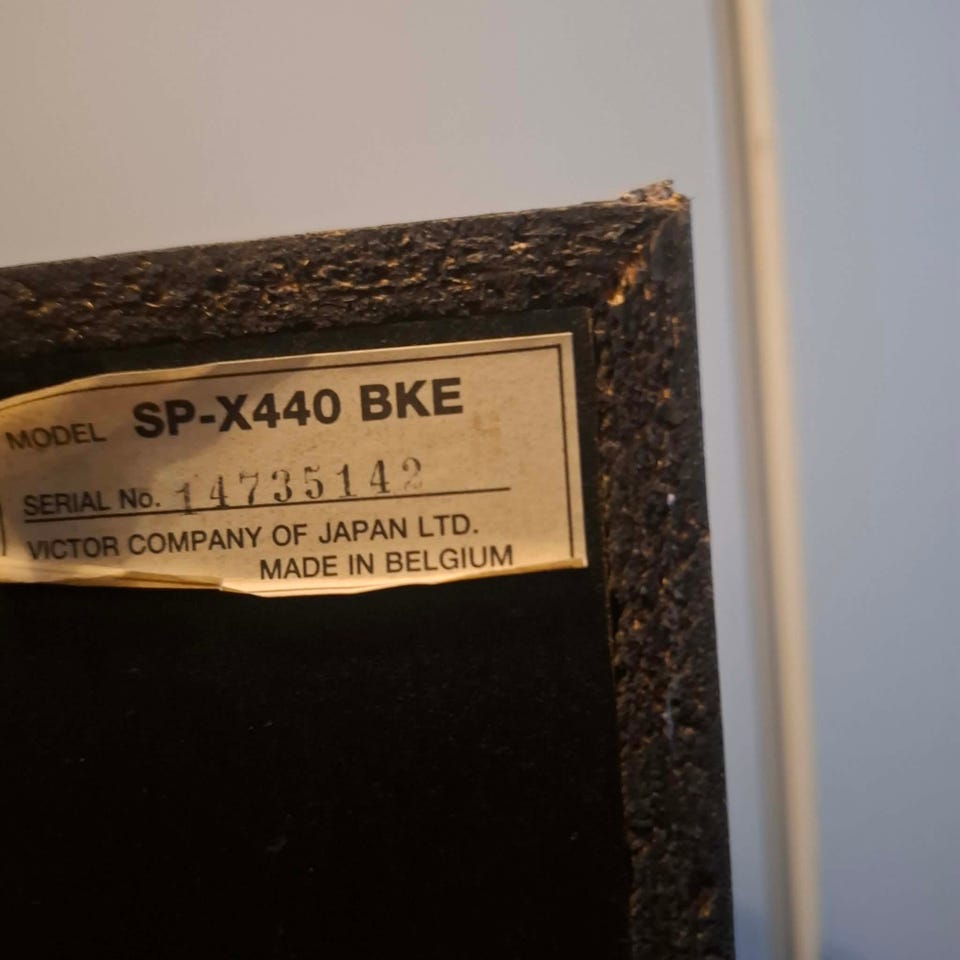 MODEL SP-X440 BKE
SERIAL No. 14735142
VICTOR COMPANY OF JAPAN LTD.
MADE IN BELGIUM